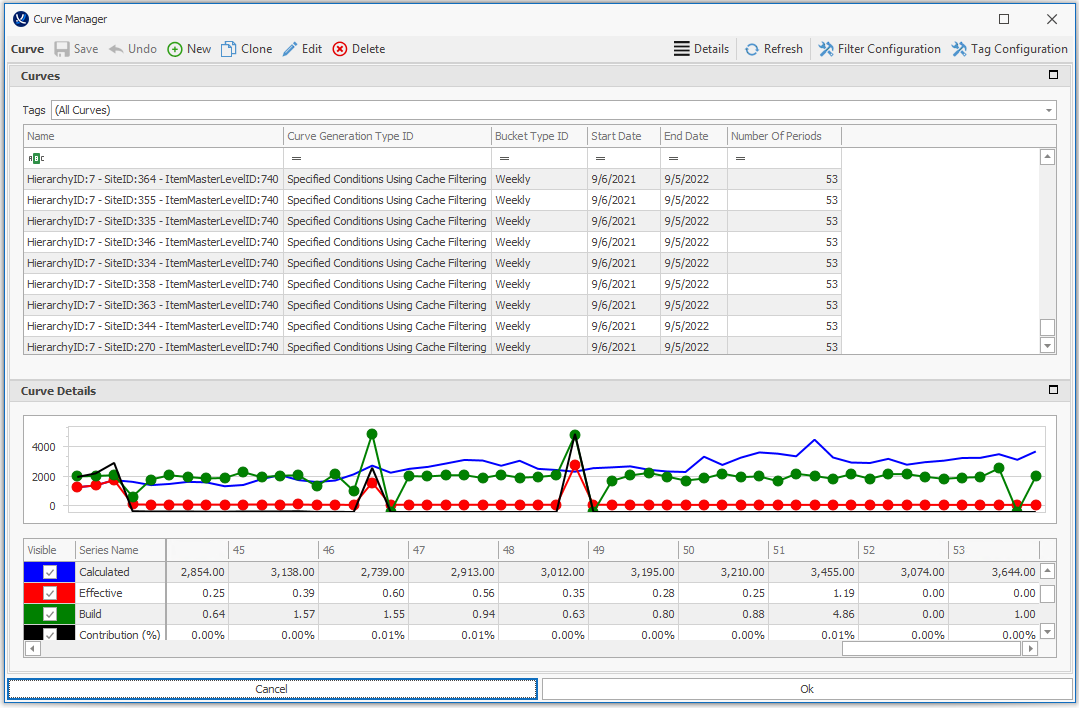 Curve Manager
Curve Save Undo New Clone Edit Delete Details Refresh Filter Configuration Tag Configuration
Curves
Tags (All Curves)
Name Curve Generation Type ID Bucket Type ID Start Date End Date Number Of Periods
ABC = = = = =
HierarchyID:7 - SiteID:364 - ItemMasterLevelID:740 Specified Conditions Using Cache Filtering Weekly 9/6/2021 9/5/2022 53
HierarchyID:7 - SiteID:355 - ItemMasterLevelID:740 Specified Conditions Using Cache Filtering Weekly 9/6/2021 9/5/2022 53
HierarchyID:7 - SiteID:335 - ItemMasterLevelID:740 Specified Conditions Using Cache Filtering Weekly 9/6/2021 9/5/2022 53
HierarchyID:7 - SiteID:346 - ItemMasterLevelID:740 Specified Conditions Using Cache Filtering Weekly 9/6/2021 9/5/2022 53
HierarchyID:7 - SiteID:334 - ItemMasterLevelID:740 Specified Conditions Using Cache Filtering Weekly 9/6/2021 9/5/2022 53
HierarchyID:7 - SiteID:358 - ItemMasterLevelID:740 Specified Conditions Using Cache Filtering Weekly 9/6/2021 9/5/2022 53
HierarchyID:7 - SiteID:363 - ItemMasterLevelID:740 Specified Conditions Using Cache Filtering Weekly 9/6/2021 9/5/2022 53
HierarchyID:7 - SiteID:344 - ItemMasterLevelID:740 Specified Conditions Using Cache Filtering Weekly 9/6/2021 9/5/2022 53
HierarchyID:7 - SiteID:270 - ItemMasterLevelID:740 Specified Conditions Using Cache Filtering Weekly 9/6/2021 9/5/2022 53
Curve Details
4000
2000
0
Visible Series Name 45 46 47 48 49 50 51 52 53
Calculated 2,854.00 3,138.00 2,739.00 2,913.00 3,012.00 3,195.00 3,210.00 3,455.00 3,074.00 3,644.00
Effective 0.25 0.39 0.60 0.56 0.35 0.28 0.25 1.19 0.00 0.00
Build 0.64 1.57 1.55 0.94 0.63 0.80 0.88 4.86 0.00 1.00
Contribution (%) 0.00% 0.00% 0.01% 0.01% 0.00% 0.00% 0.00% 0.01% 0.00% 0.00%
Cancel Ok